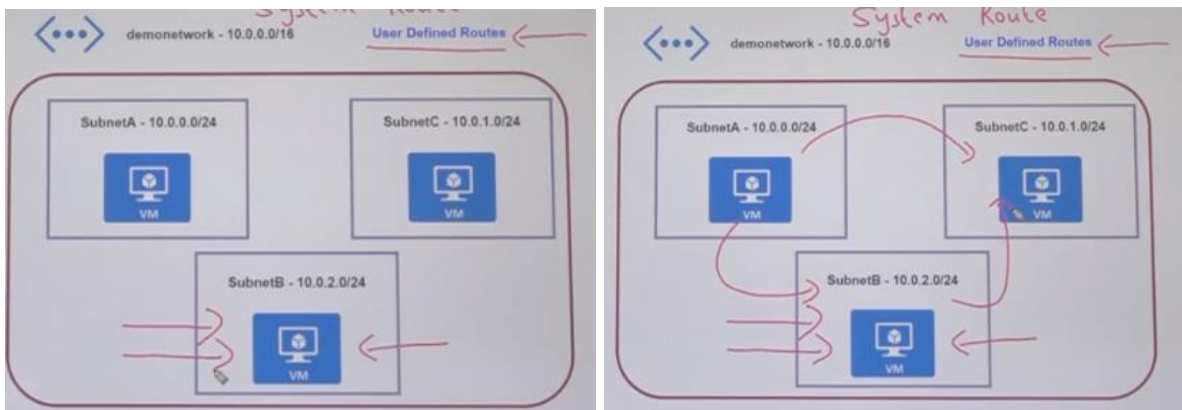 System Route
demonetwork - 10.0.0.0/16
User Defined Routes
SubnetA - 10.0.0.0/24
SubnetC - 10.0.1.0/24
VM
VM
SubnetB - 10.0.2.0/24
VM
System Route
demonetwork - 10.0.0.0/16
User Defined Routes
SubnetA - 10.0.0.0/24
SubnetC - 10.0.1.0/24
VM
VM
SubnetB - 10.0.2.0/24
VM